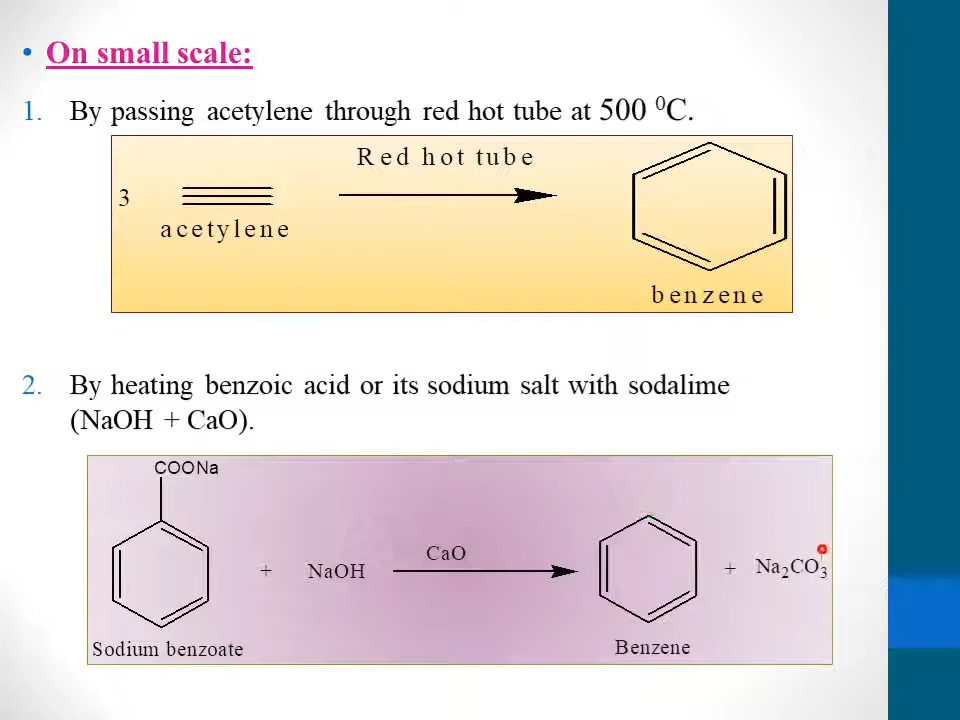 • On small scale:
1. By passing acetylene through red hot tube at 500 ⁰C.
Red hot tube
3
acetylene
benzene
2. By heating benzoic acid or its sodium salt with sodalime
(NaOH + CaO).
COONa
+ NaOH CaO + Na₂CO₃
Sodium benzoate Benzene